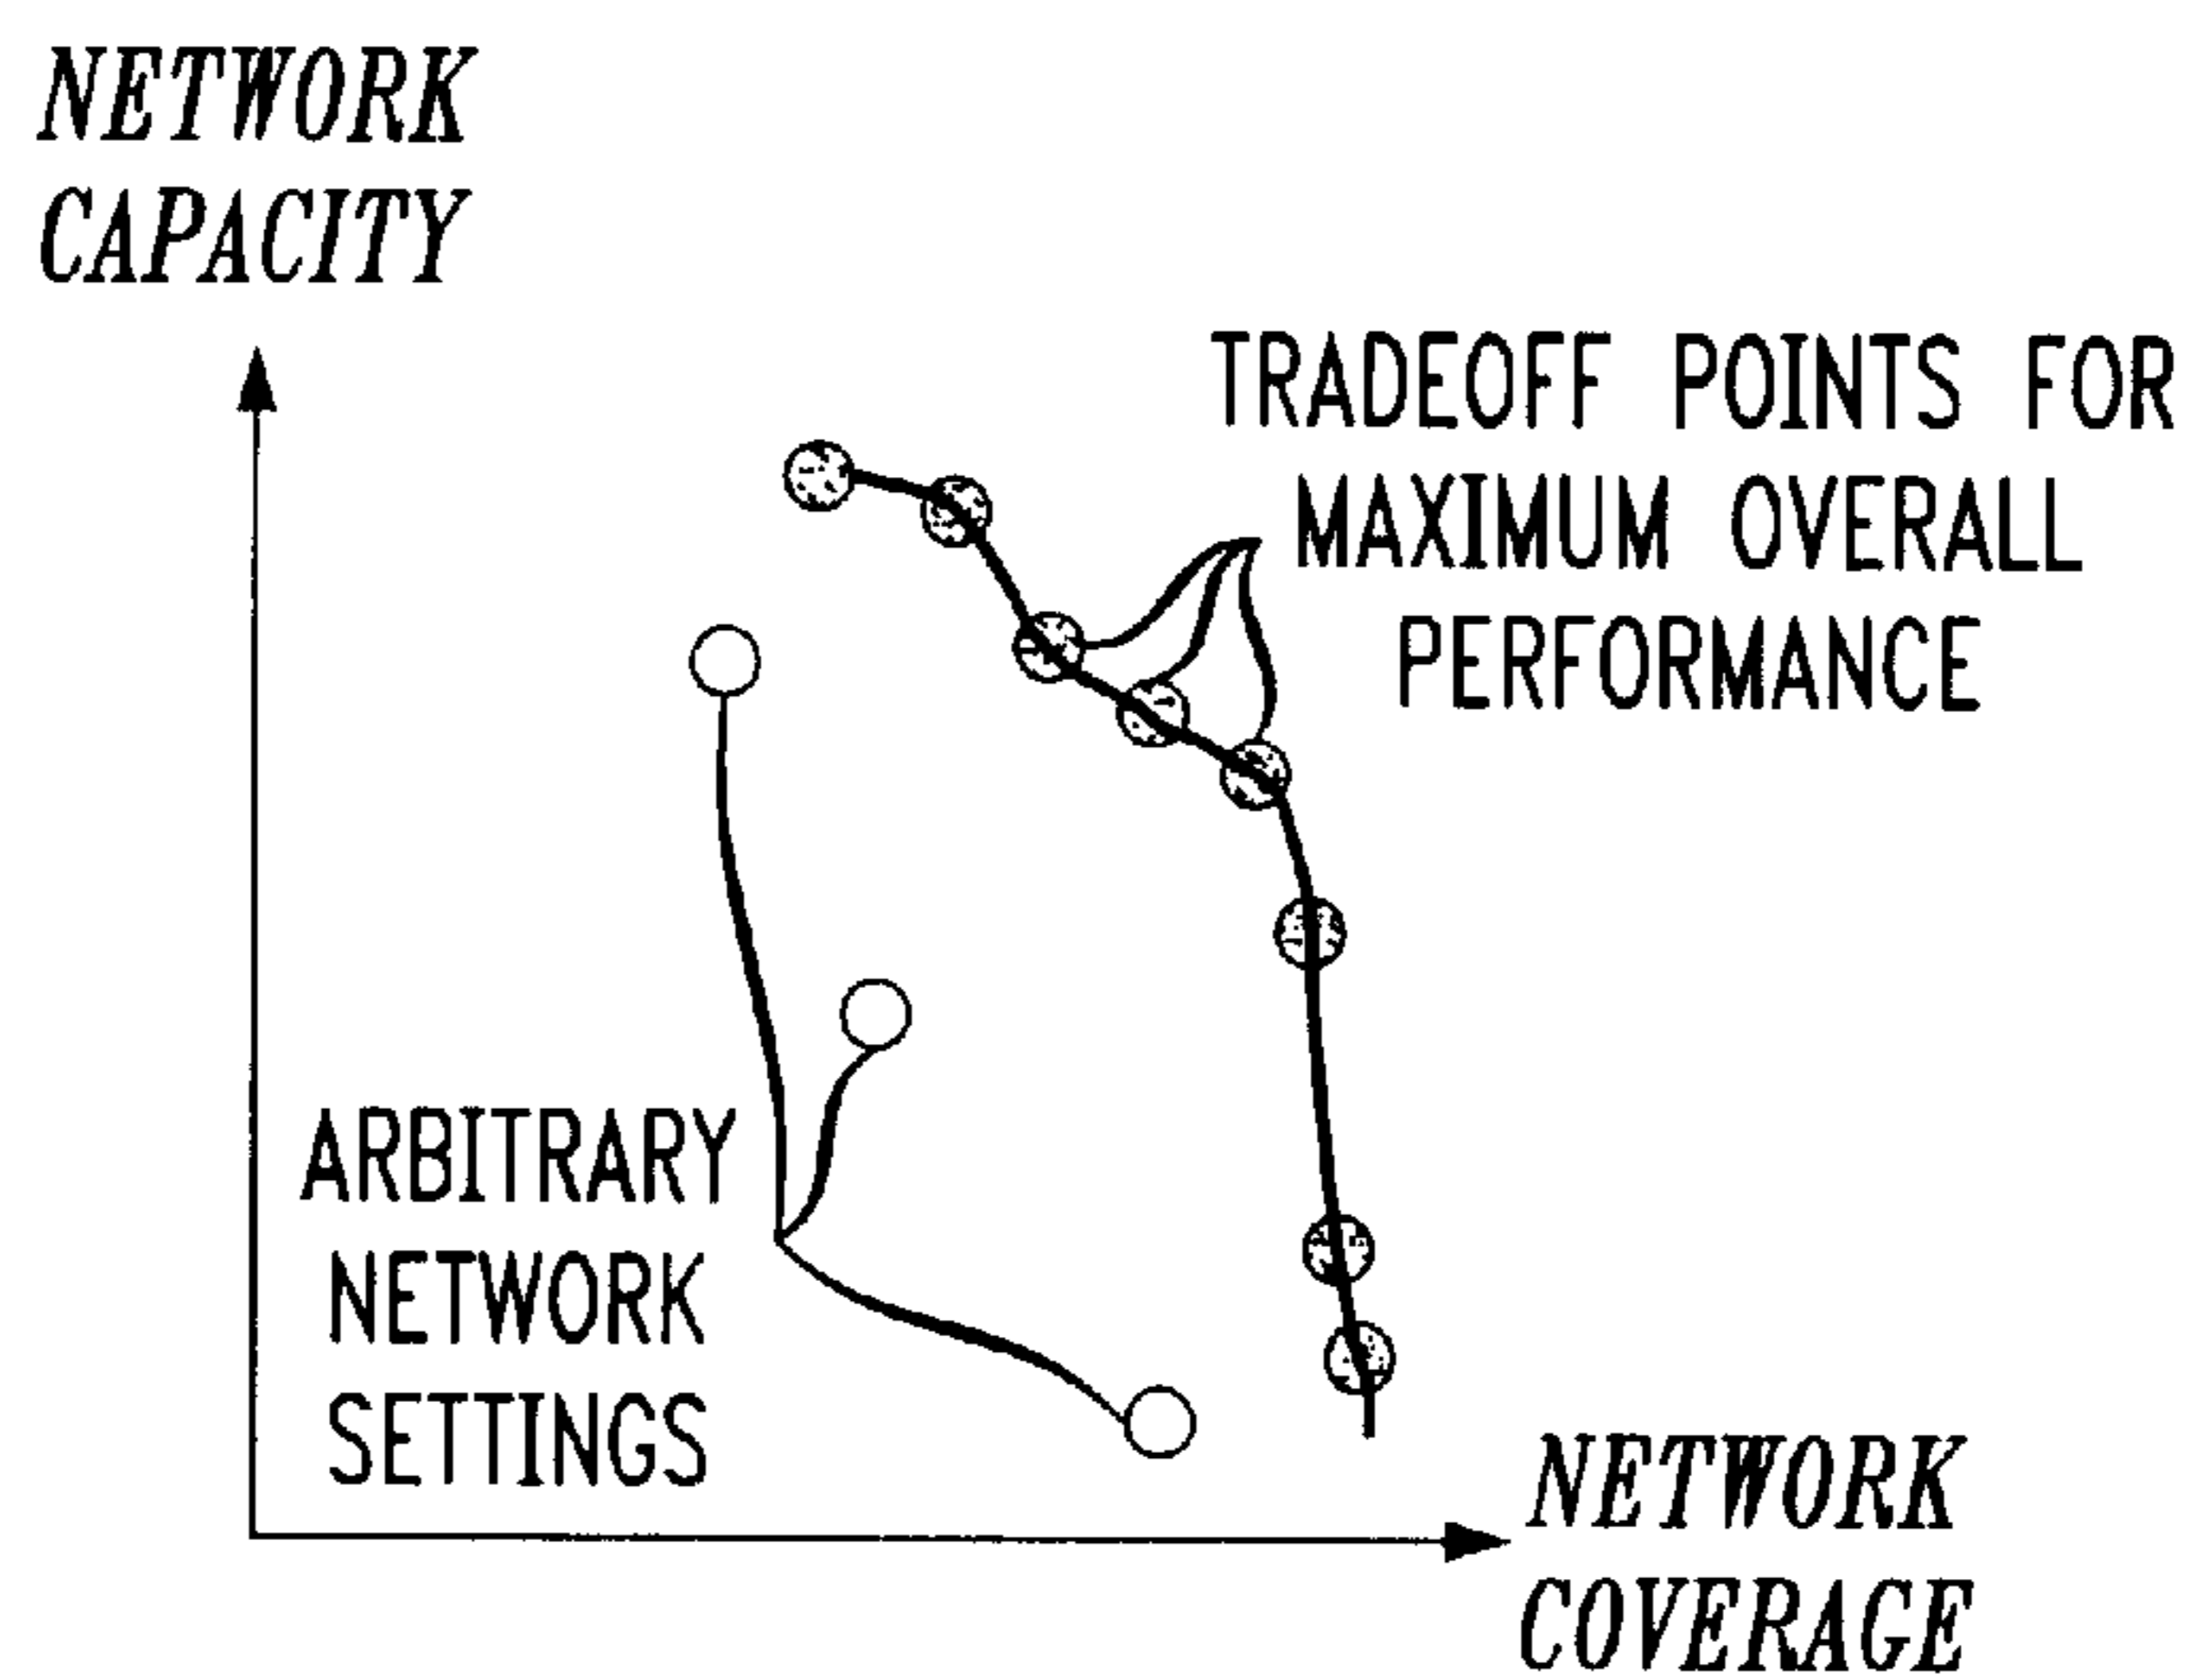 NETWORK
CAPACITY
TRADEOFF POINTS FOR
MAXIMUM OVERALL
PERFORMANCE
ARBITRARY
NETWORK
SETTINGS
NETWORK
COVERAGE